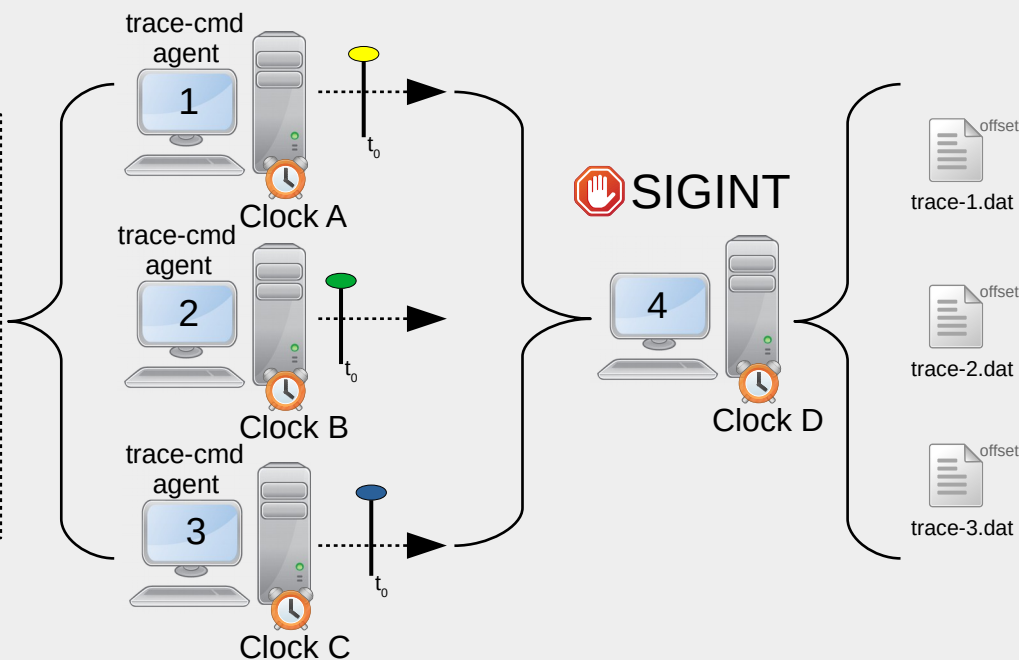 trace-cmd
agent
1
t0
Clock A
trace-cmd
agent
2
t0
Clock B
trace-cmd
agent
3
t0
Clock C
SIGINT
4
Clock D
offset
trace-1.dat
offset
trace-2.dat
offset
trace-3.dat